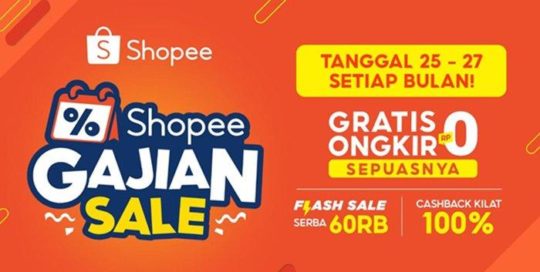 Shopee
%
Shopee
GAJIAN
SALE
TANGGAL 25 - 27
SETIAP BULAN!
GRATIS
ONGKIR RP 0
SEPUASNYA
FLASH SALE
SERBA 60RB
CASHBACK KILAT
100%